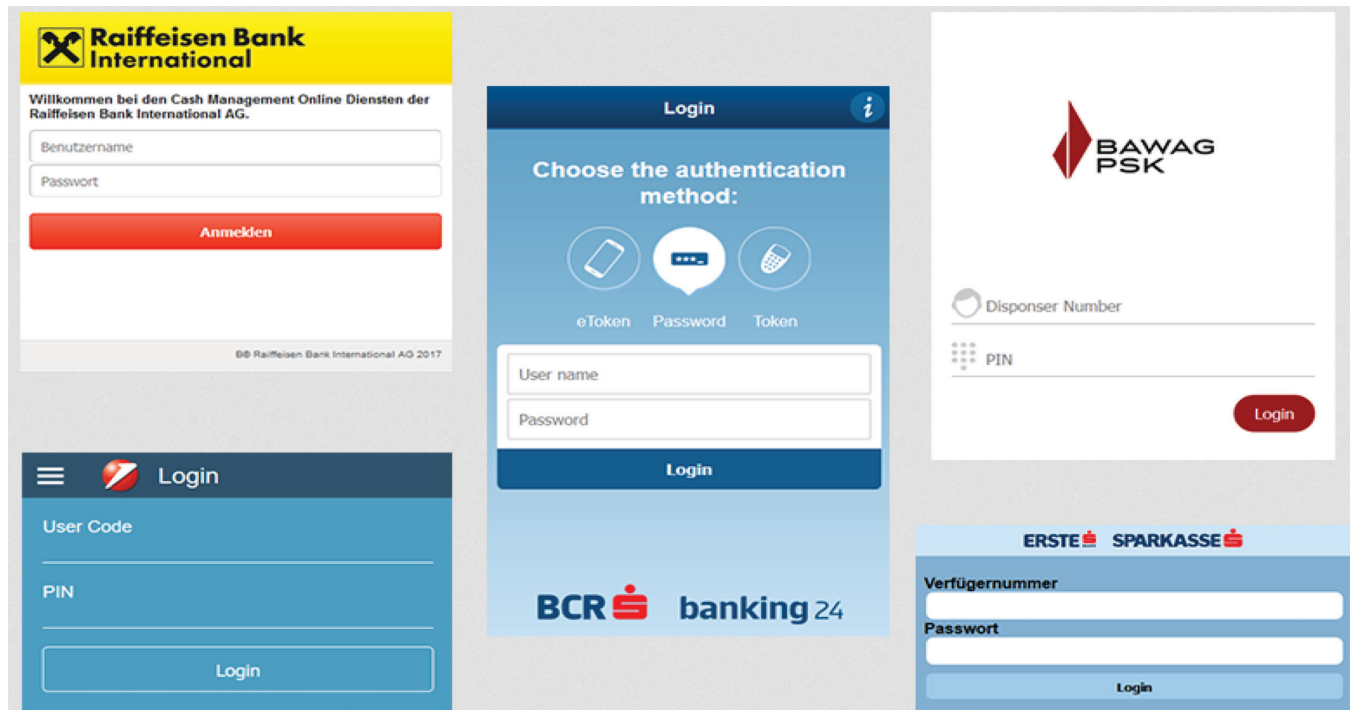 Raiffeisen Bank
International
Willkommen bei den Cash Management Online Diensten der
Raiffeisen Bank International AG.
Benutzername
Passwort
Anmelden
B© Raiffeisen Bank International AG 2017
Login
User Code
PIN
Login
Login
i
Choose the authentication
method:
***_
eToken Password Token
User name
Password
Login
BCR banking 24
BAWAG
PSK
Disponser Number
PIN
Login
ERSTE SPARKASSE
Verfügernummer
Passwort
Login